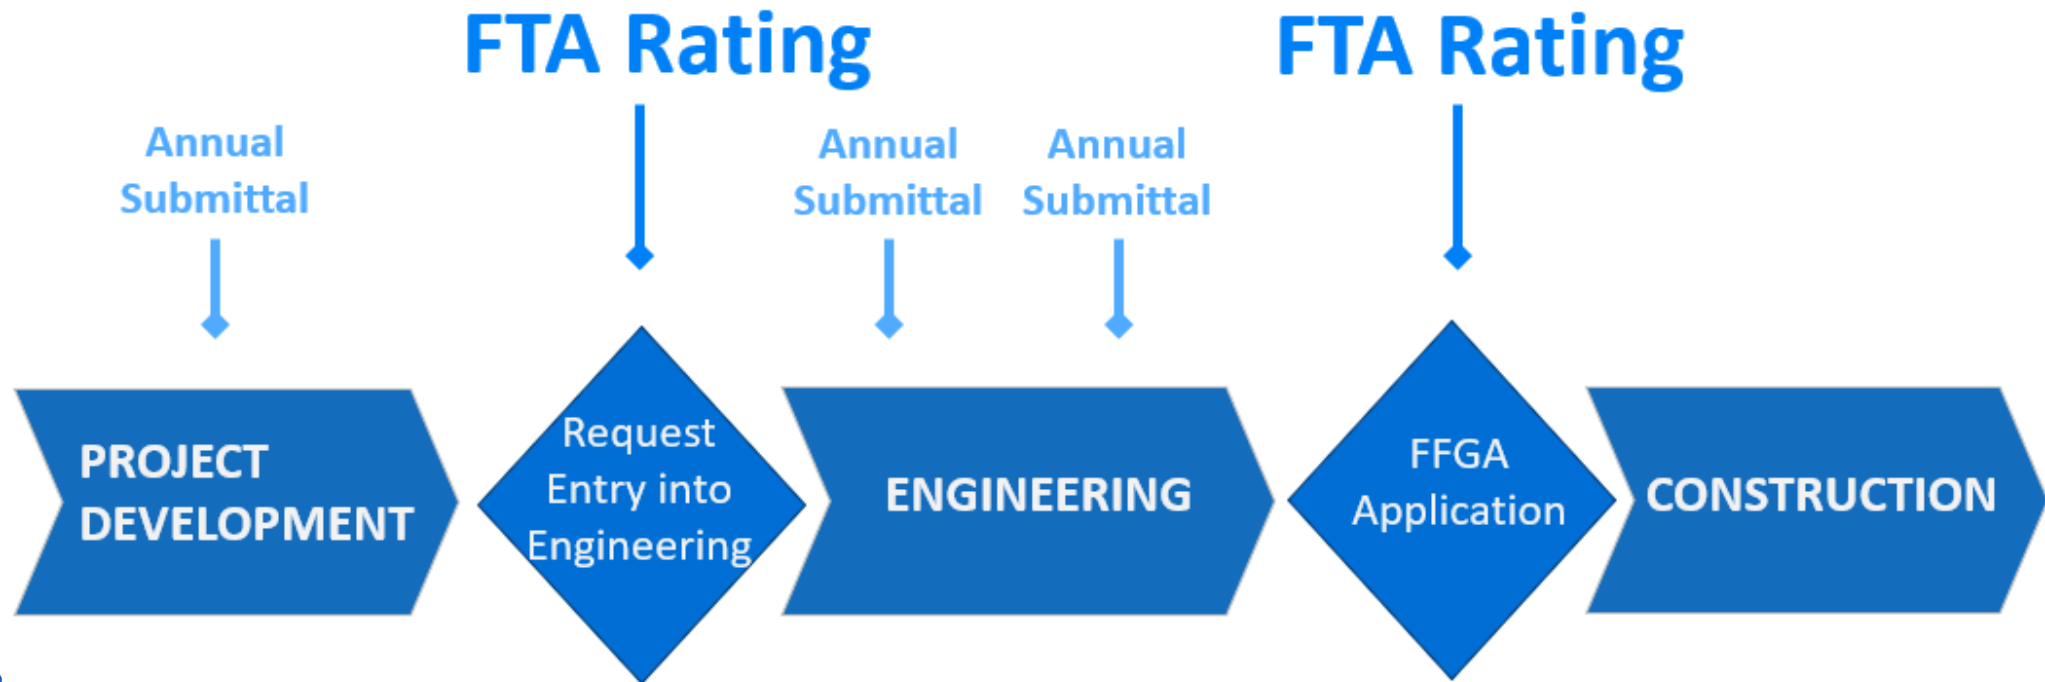 FTA Rating
FTA Rating
Annual
Submittal
Annual
Submittal
Annual
Submittal
PROJECT
DEVELOPMENT
Request
Entry into
Engineering
ENGINEERING
FFGA
Application
CONSTRUCTION